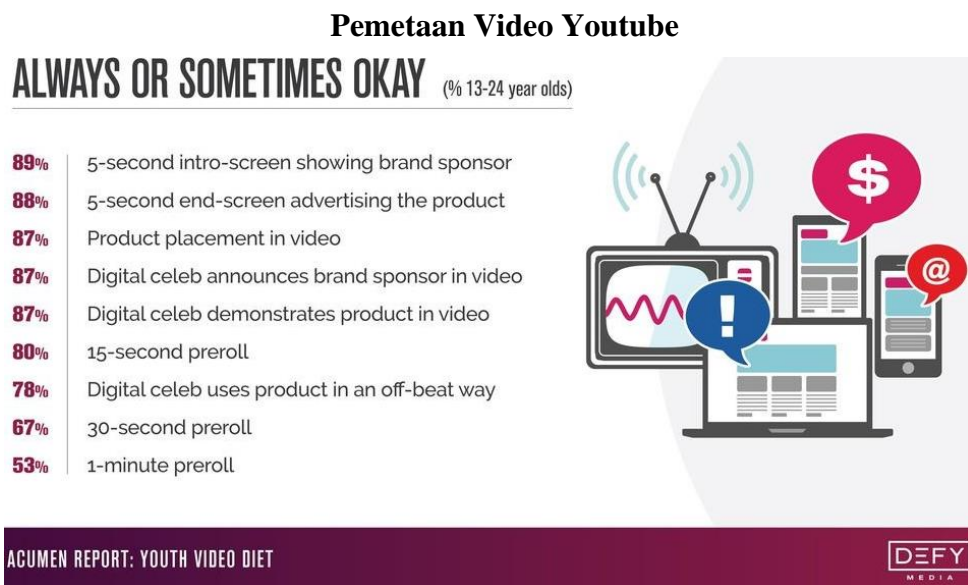 Pemetaan Video Youtube
ALWAYS OR SOMETIMES OKAY (% 13-24 year olds)
89% 5-second intro-screen showing brand sponsor
88% 5-second end-screen advertising the product
87% Product placement in video
87% Digital celeb announces brand sponsor in video
87% Digital celeb demonstrates product in video
80% 15-second preroll
78% Digital celeb uses product in an off-beat way
67% 30-second preroll
53% 1-minute preroll
$
@
!
ACUMEN REPORT: YOUTH VIDEO DIET
DEFY
MEDIA